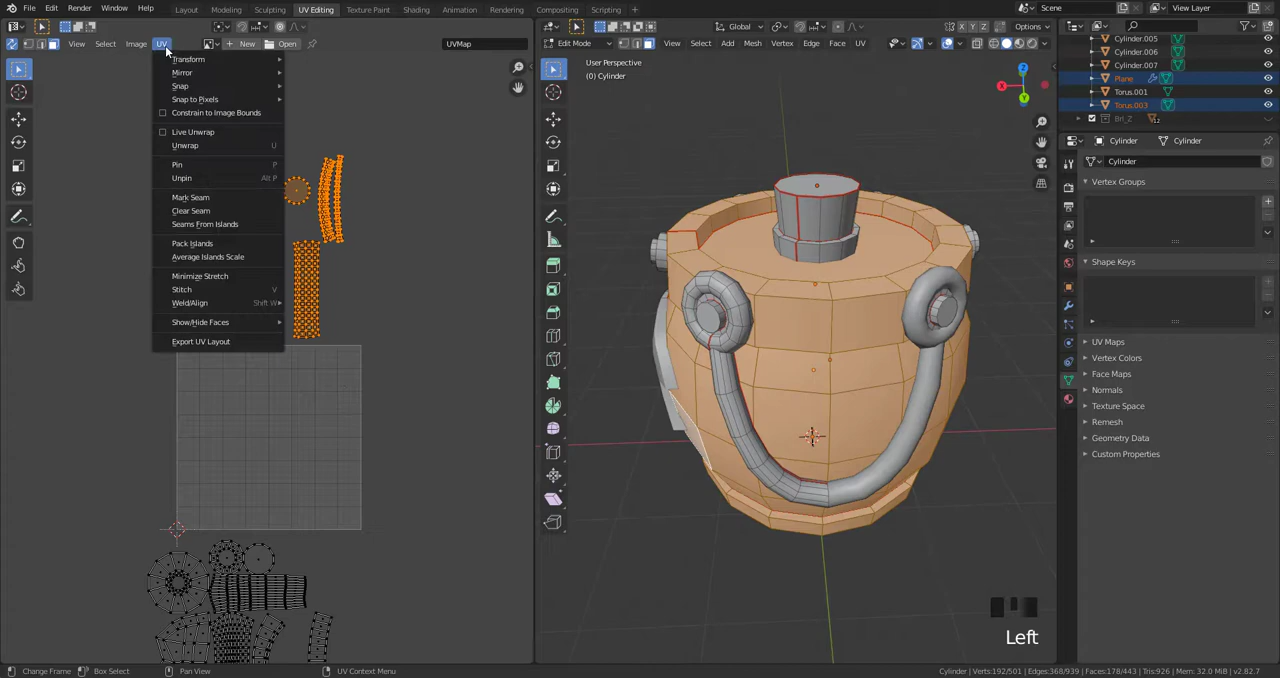 File Edit Render Window Help Layout Modeling Sculpting UV Editing Texture Paint Shading Animation Rendering Compositing Scripting Scene View Layer
View Select Image UV New Open UVMap
Global Options
Edit Mode View Select Add Mesh Vertex Edge Face UV
Transform
Mirror
Snap
Snap to Pixels
Constrain to Image Bounds
Live Unwrap
Unwrap U
Pin P
Unpin Alt P
Mark Seam
Clear Seam
Seams From Islands
Pack Islands
Average Islands Scale
Minimize Stretch
Stitch V
Weld/Align Shift W
Show/Hide Faces
Export UV Layout
User Perspective
(0) Cylinder
X Y Z
Z
X
Y
Left
Cylinder.005
Cylinder.006
Cylinder.007
Plane
Torus.001
Torus.003
Bri_Z 12
Cylinder Cylinder
Cylinder
Vertex Groups
Shape Keys
UV Maps
Vertex Colors
Face Maps
Normals
Texture Space
Remesh
Geometry Data
Custom Properties
Change Frame Box Select Pan View UV Context Menu Cylinder | Verts:192/501 | Edges:368/939 | Faces:178/443 | Tris:926 | Mem: 32.0 MiB | v2.82.7